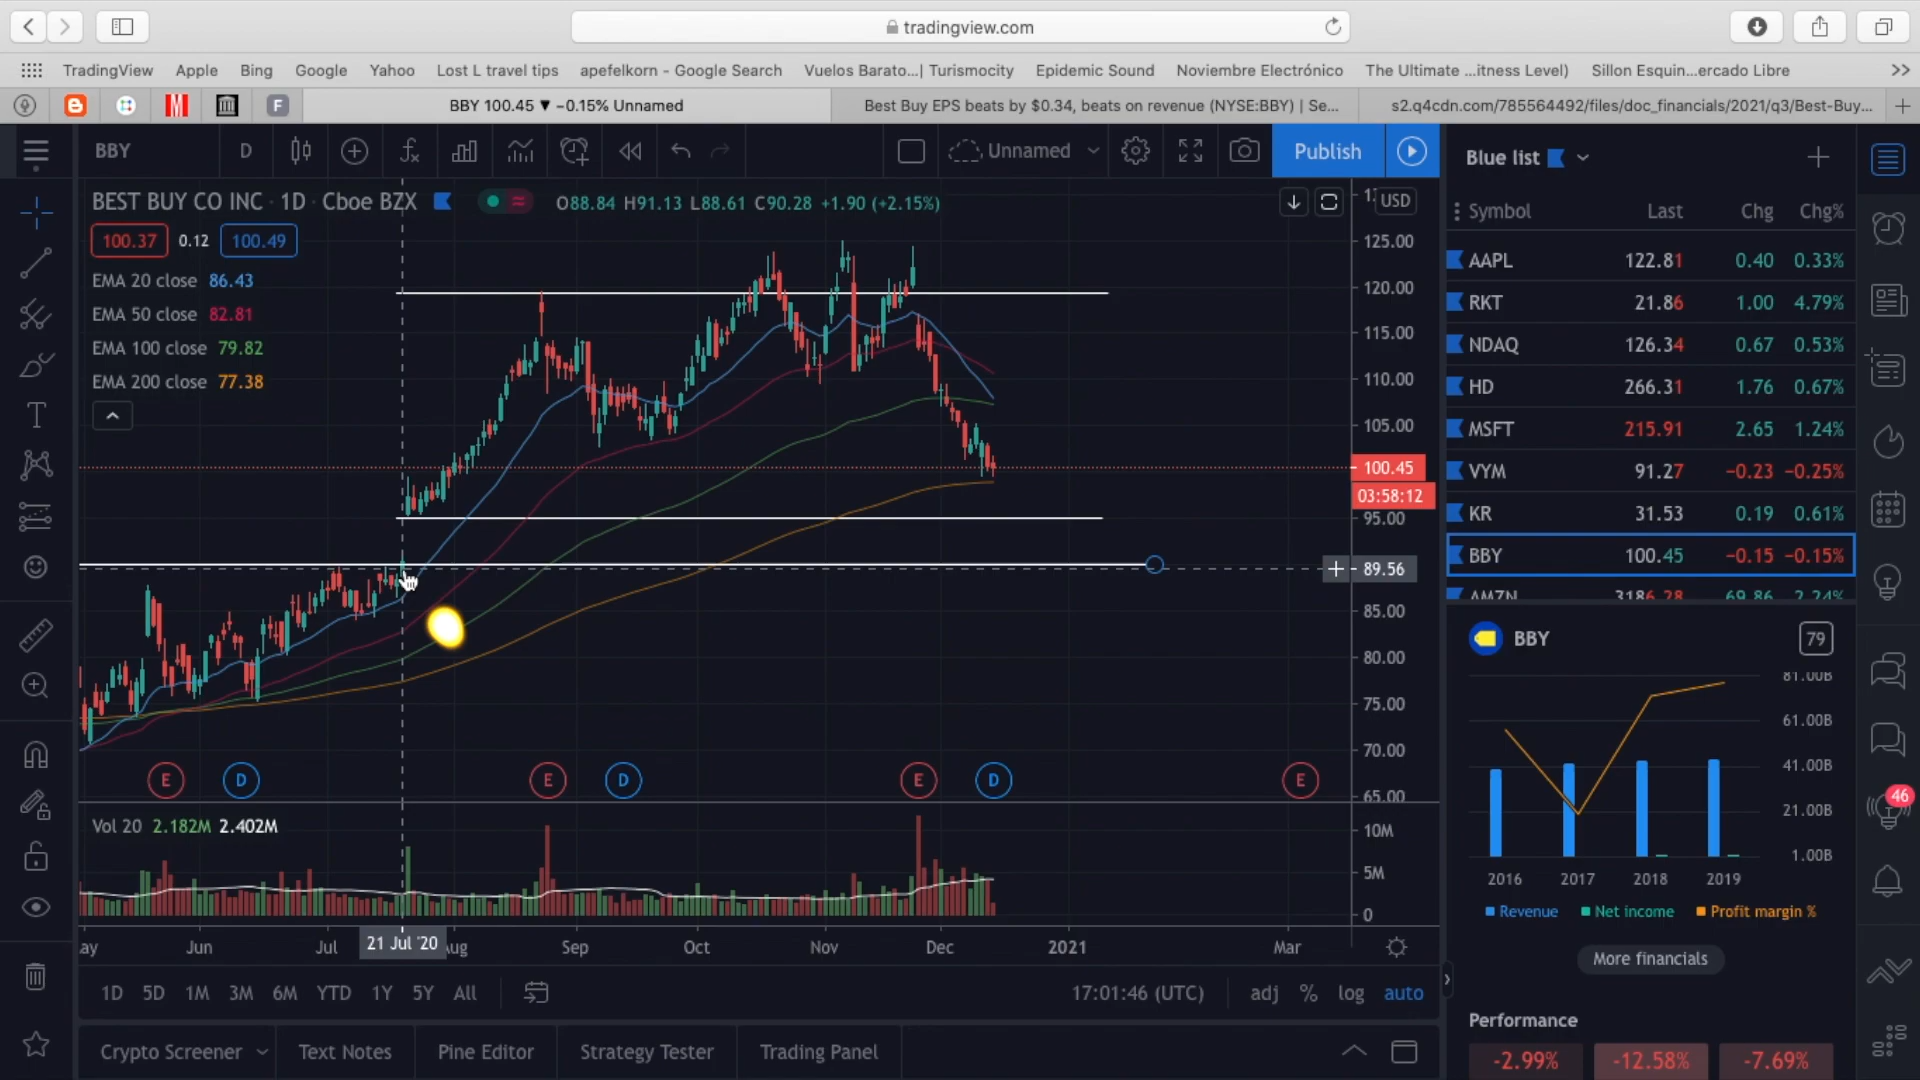 tradingview.com
TradingView Apple Bing Google Yahoo Lost L travel tips apefelkorn - Google Search Vuelos Barato...| Turismocity Epidemic Sound Noviembre Electrónico The Ultimate ...itness Level) Sillon Esquin...ercado Libre
F BBY 100.45 ▼ −0.15% Unnamed Best Buy EPS beats by $0.34, beats on revenue (NYSE:BBY) | Se... s2.q4cdn.com/785564492/files/doc_financials/2021/q3/Best-Buy...
BBY D Unnamed Publish
Blue list
BEST BUY CO INC · 1D · Cboe BZX O88.84 H91.13 L88.61 C90.28 +1.90 (+2.15%) USD
100.37 0.12 100.49
EMA 20 close 86.43
EMA 50 close 82.81
EMA 100 close 79.82
EMA 200 close 77.38
125.00
120.00
115.00
110.00
105.00
100.45
03:58:12
95.00
89.56
85.00
80.00
75.00
70.00
65.00
E D E D E D E
Vol 20 2.182M 2.402M
10M
5M
0
Jun Jul 21 Jul '20 Aug Sep Oct Nov Dec 2021 Mar
1D 5D 1M 3M 6M YTD 1Y 5Y All 17:01:46 (UTC) adj % log auto
Crypto Screener Text Notes Pine Editor Strategy Tester Trading Panel
Symbol Last Chg Chg%
AAPL 122.81 0.40 0.33%
RKT 21.86 1.00 4.79%
NDAQ 126.34 0.67 0.53%
HD 266.31 1.76 0.67%
MSFT 215.91 2.65 1.24%
VYM 91.27 −0.23 −0.25%
KR 31.53 0.19 0.61%
BBY 100.45 −0.15 −0.15%
AMZN 3186.28 69.86 2.24%
BBY 79
81.00B
61.00B
41.00B
21.00B
1.00B
2016 2017 2018 2019
Revenue Net income Profit margin %
More financials
46
Performance
-2.99% -12.58% -7.69%